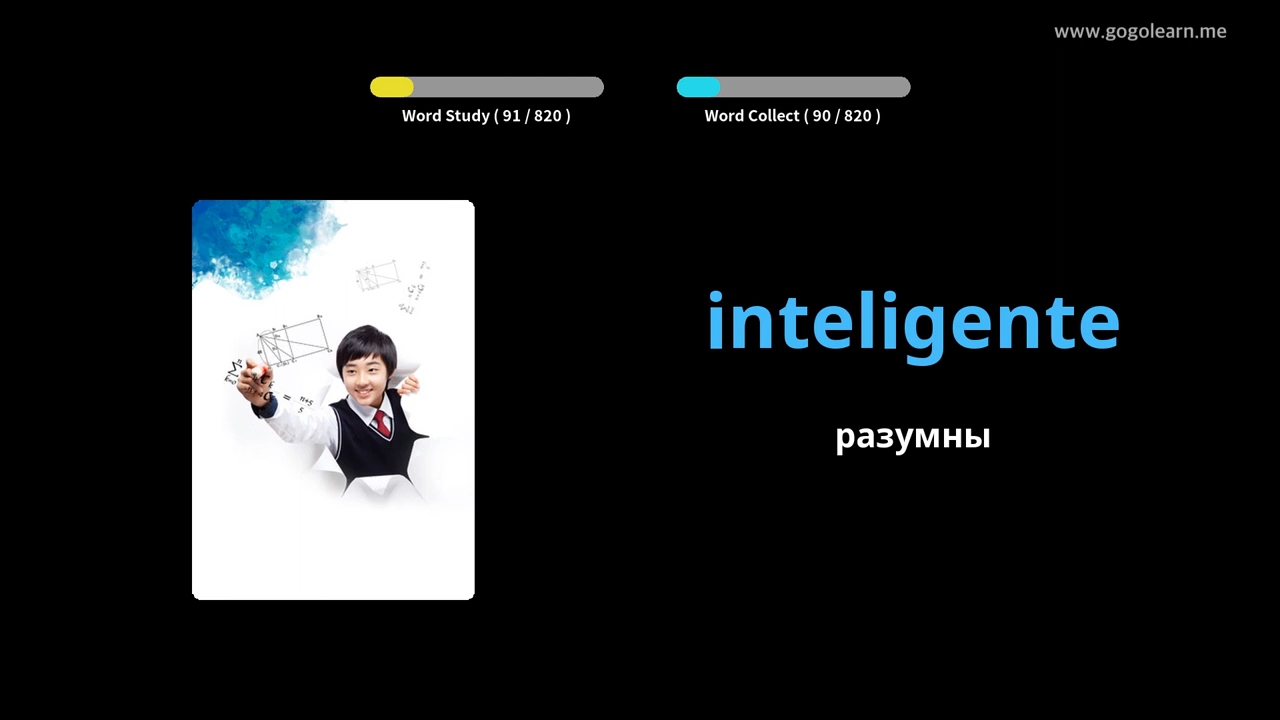 www.gogolearn.me
Word Study ( 91 / 820 )
Word Collect ( 90 / 820 )
inteligente
разумны